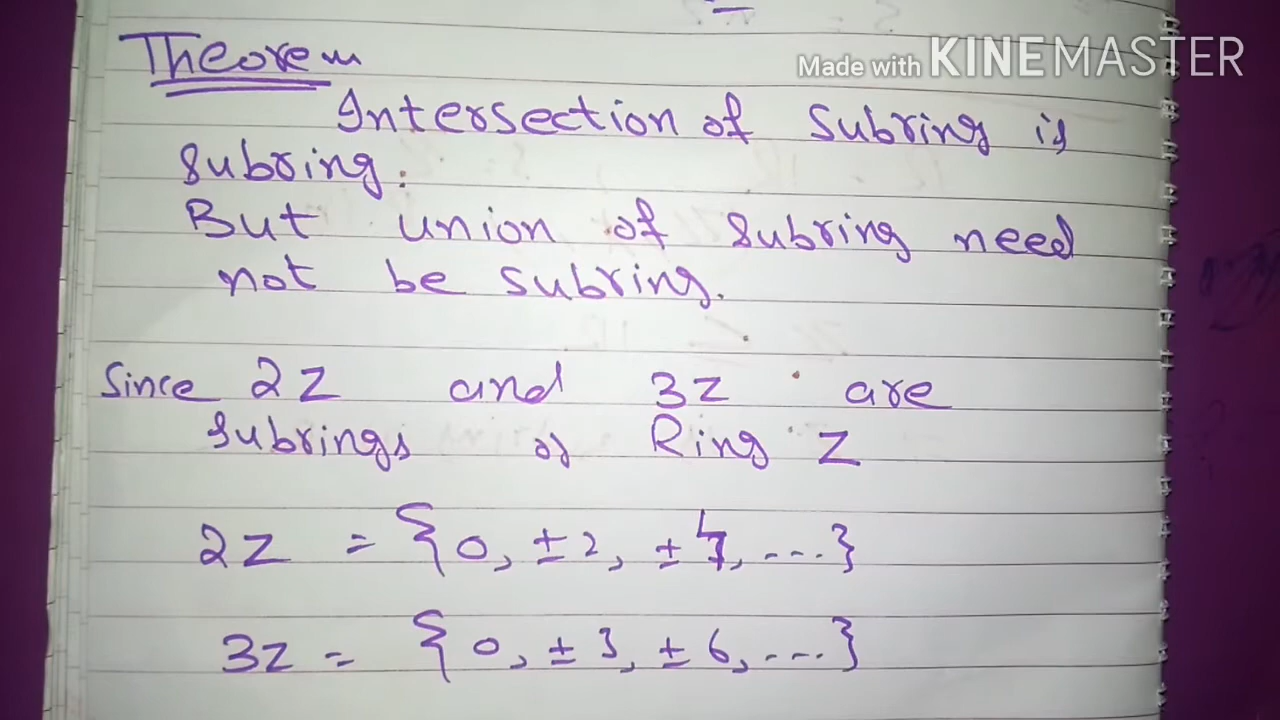 Made with KINEMASTER
Theorem
Intersection of subring is
subring.
But union of subring need
not be subring.
Since 2Z and 3Z are
subrings of Ring Z
2Z = {0, ±2, ±4, ...}
3Z = {0, ±3, ±6, ...}